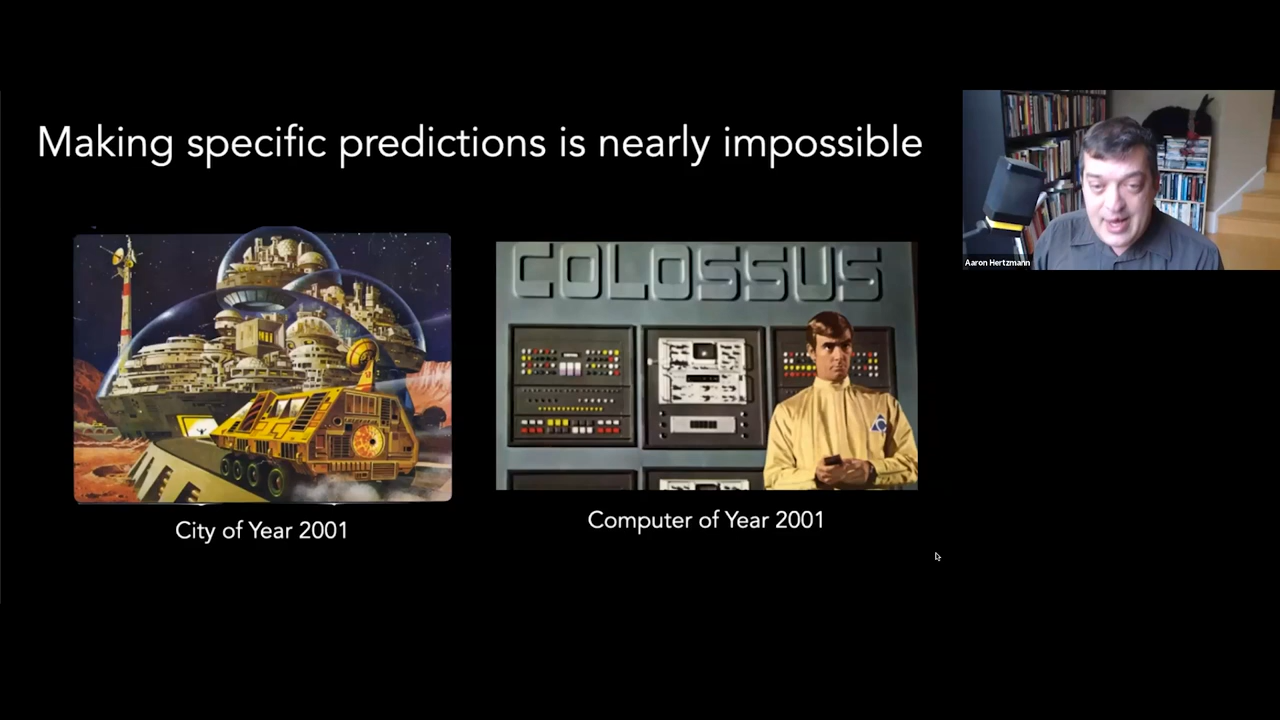 Making specific predictions is nearly impossible
COLOSSUS
City of Year 2001
Computer of Year 2001
Aaron Hertzmann